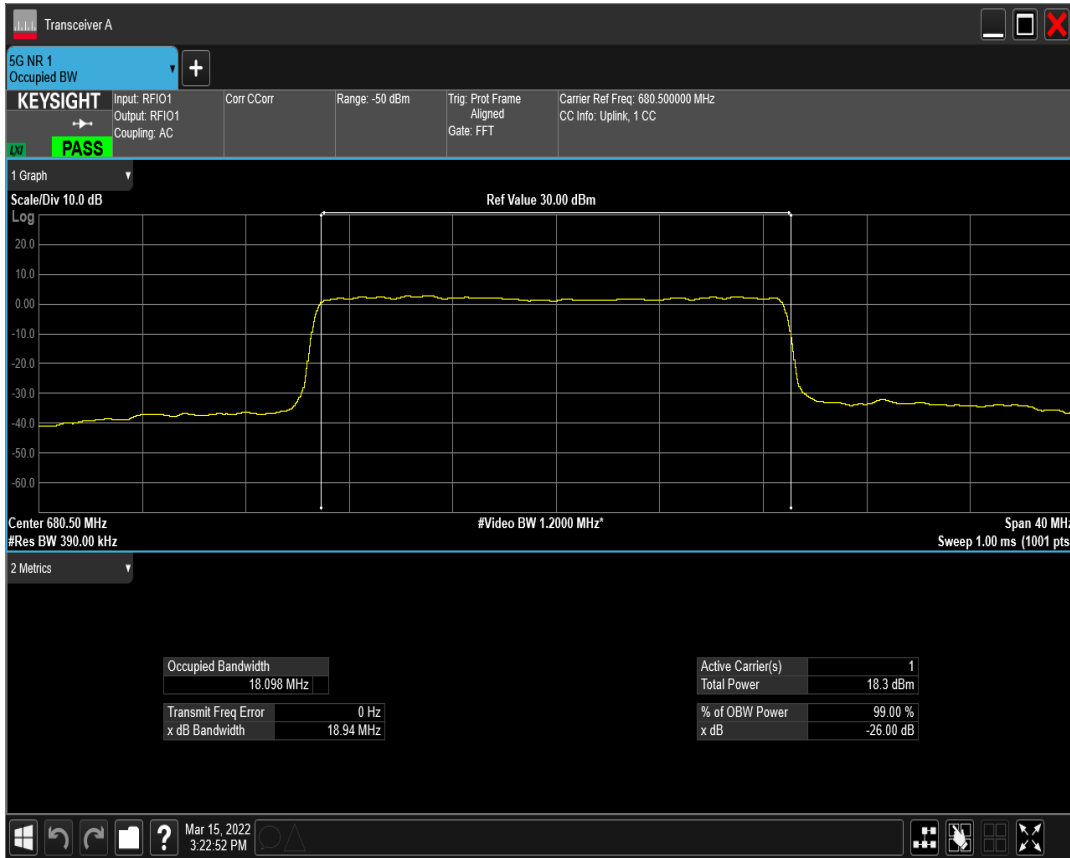 Transceiver A
5G NR 1
Occupied BW
+
KEYSIGHT
LXI
PASS
Input: RFIO1
Output: RFIO1
Coupling: AC
Corr CCorr
Range: -50 dBm
Trig: Prot Frame
Aligned
Gate: FFT
Carrier Ref Freq: 680.500000 MHz
CC Info: Uplink, 1 CC
1 Graph
Scale/Div 10.0 dB
Ref Value 30.00 dBm
Log
20.0
10.0
0.00
-10.0
-20.0
-30.0
-40.0
-50.0
-60.0
Center 680.50 MHz
#Video BW 1.2000 MHz*
Span 40 MHz
#Res BW 390.00 kHz
Sweep 1.00 ms (1001 pts
2 Metrics
Occupied Bandwidth
18.098 MHz
Transmit Freq Error 0 Hz
x dB Bandwidth 18.94 MHz
Active Carrier(s) 1
Total Power 18.3 dBm
% of OBW Power 99.00 %
x dB -26.00 dB
?
Mar 15, 2022
3:22:52 PM